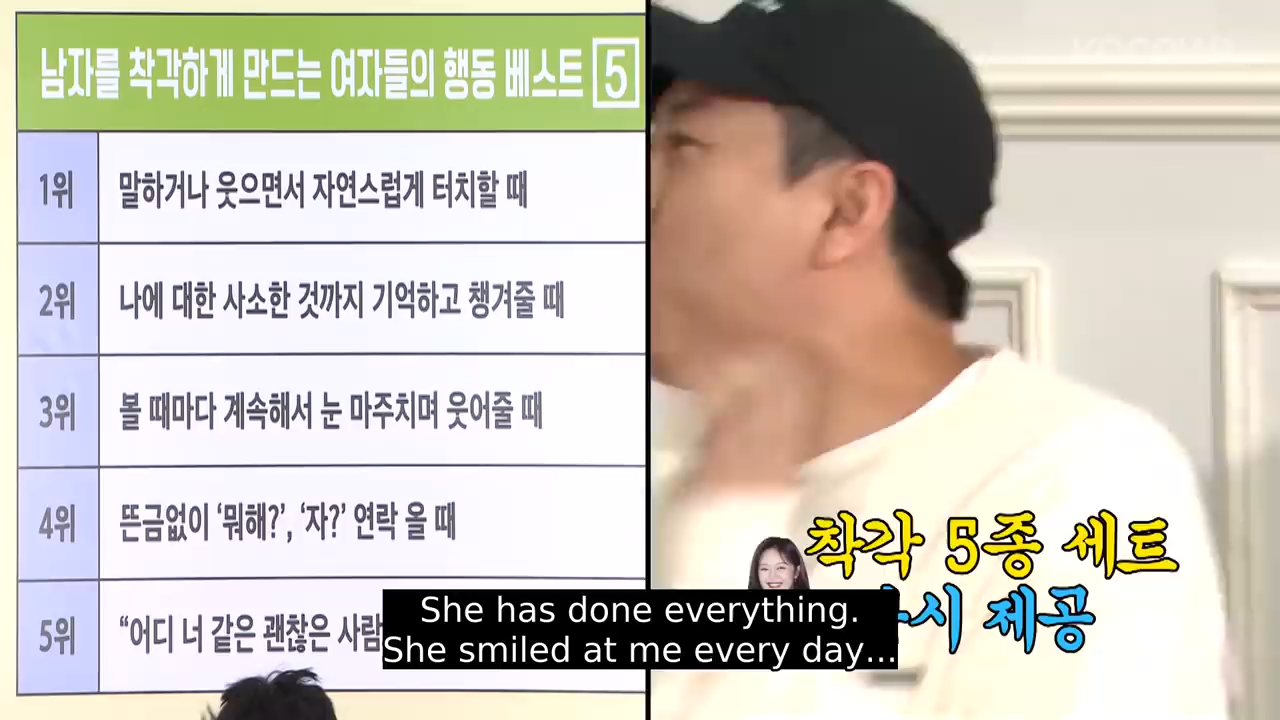 남자를 착각하게 만드는 여자들의 행동 베스트 5
1위 말하거나 웃으면서 자연스럽게 터치할 때
2위 나에 대한 사소한 것까지 기억하고 챙겨줄 때
3위 볼 때마다 계속해서 눈 마주치며 웃어줄 때
4위 뜬금없이 ‘뭐해?’, ‘자?’ 연락 올 때
5위 “어디 너 같은 괜찮은 사람
착각 5종 세트
제공
She has done everything.
She smiled at me every day...